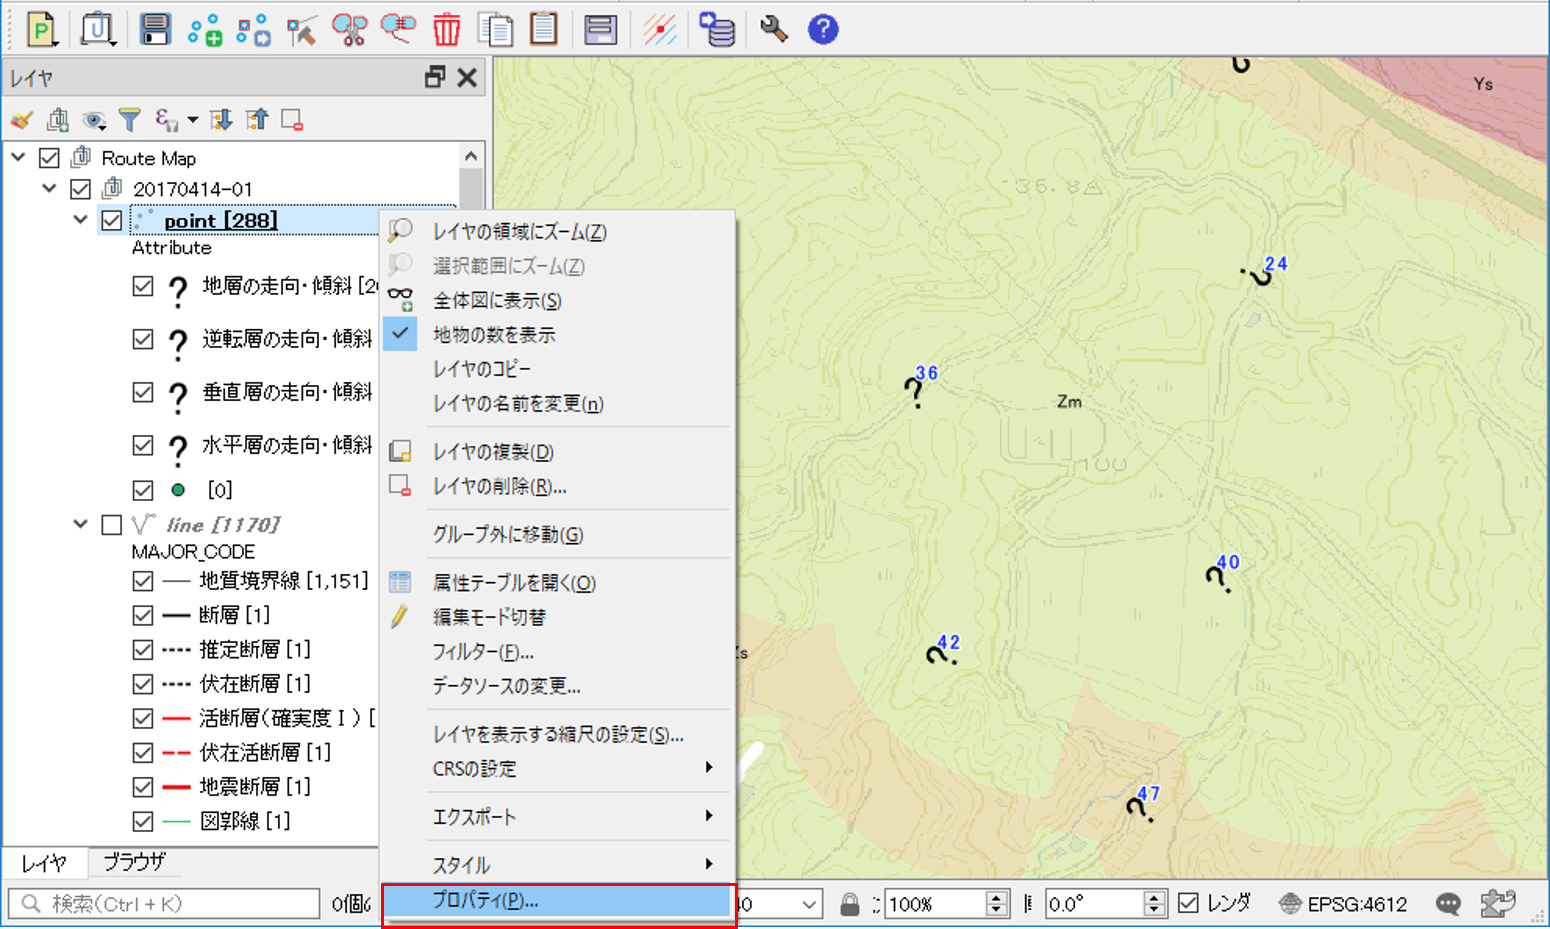 レイヤ
Route Map
20170414-01
point [288]
Attribute
地層の走向・傾斜 [2
逆転層の走向・傾斜
垂直層の走向・傾斜
水平層の走向・傾斜
[0]
line [1170]
MAJOR_CODE
地質境界線 [1,151]
断層 [1]
推定断層 [1]
伏在断層 [1]
活断層(確実度Ⅰ) [
伏在活断層 [1]
地震断層 [1]
図郭線 [1]
レイヤ
ブラウザ
レイヤの領域にズーム(Z)
選択範囲にズーム(Z)
全体図に表示(S)
地物の数を表示
レイヤのコピー
レイヤの名前を変更(n)
レイヤの複製(D)
レイヤの削除(R)...
グループ外に移動(G)
属性テーブルを開く(O)
編集モード切替
フィルター(F)...
データソースの変更...
レイヤを表示する縮尺の設定(S)...
CRSの設定
エクスポート
スタイル
プロパティ(P)...
Ys
36.8
24
36
Zm
100
40
42
47
検索(Ctrl + K)
0個
100%
0.0°
レンダ
EPSG:4612